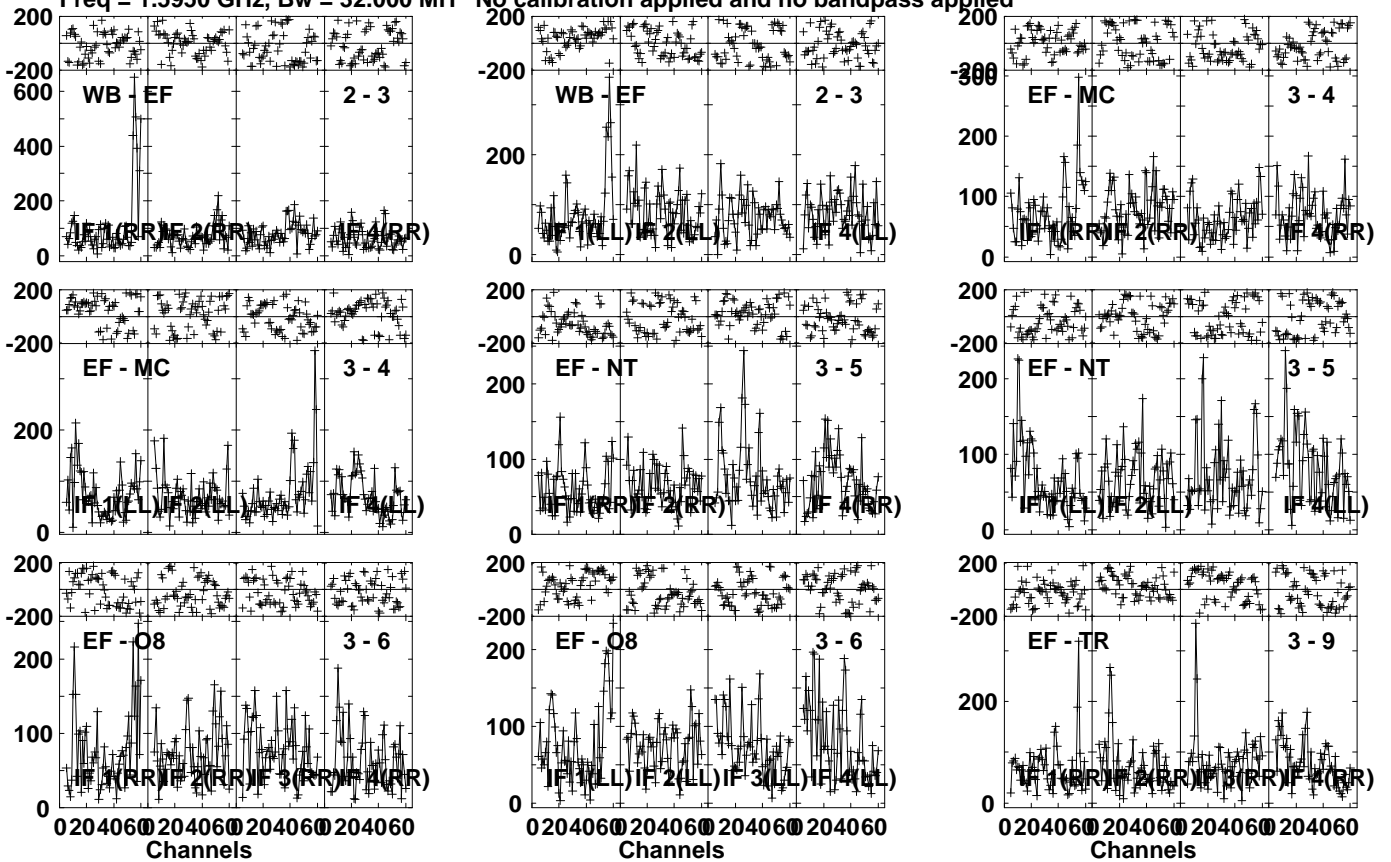 Freq = 1.5950 GHz, Bw = 32.000 MH No calibration applied and no bandpass applied
200
-200
WB - EF 2 - 3
600
400
200
0
IF 1(RR) IF 2(RR) IF 4(RR)
WB - EF 2 - 3
200
-200
200
0
IF 1(LL) IF 2(LL) IF 4(LL)
EF - MC 3 - 4
200
-200
300
200
100
0
IF 1(RR) IF 2(RR) IF 4(RR)
200
-200
EF - MC 3 - 4
200
0
IF 1(LL) IF 2(LL) IF 4(LL)
200
-200
EF - NT 3 - 5
200
100
0
IF 1(RR) IF 2(RR) IF 4(RR)
200
-200
EF - NT 3 - 5
200
100
0
IF 1(LL) IF 2(LL) IF 4(LL)
200
-200
EF - O8 3 - 6
200
100
0
IF 1(RR) IF 2(RR) IF 3(RR) IF 4(RR)
0 20 40 60 0 20 40 60 0 20 40 60 0 20 40 60
Channels
200
-200
EF - O8 3 - 6
200
100
0
IF 1(LL) IF 2(LL) IF 3(LL) IF 4(LL)
0 20 40 60 0 20 40 60 0 20 40 60 0 20 40 60
Channels
200
-200
EF - TR 3 - 9
200
0
IF 1(RR) IF 2(RR) IF 3(RR) IF 4(RR)
0 20 40 60 0 20 40 60 0 20 40 60 0 20 40 60
Channels